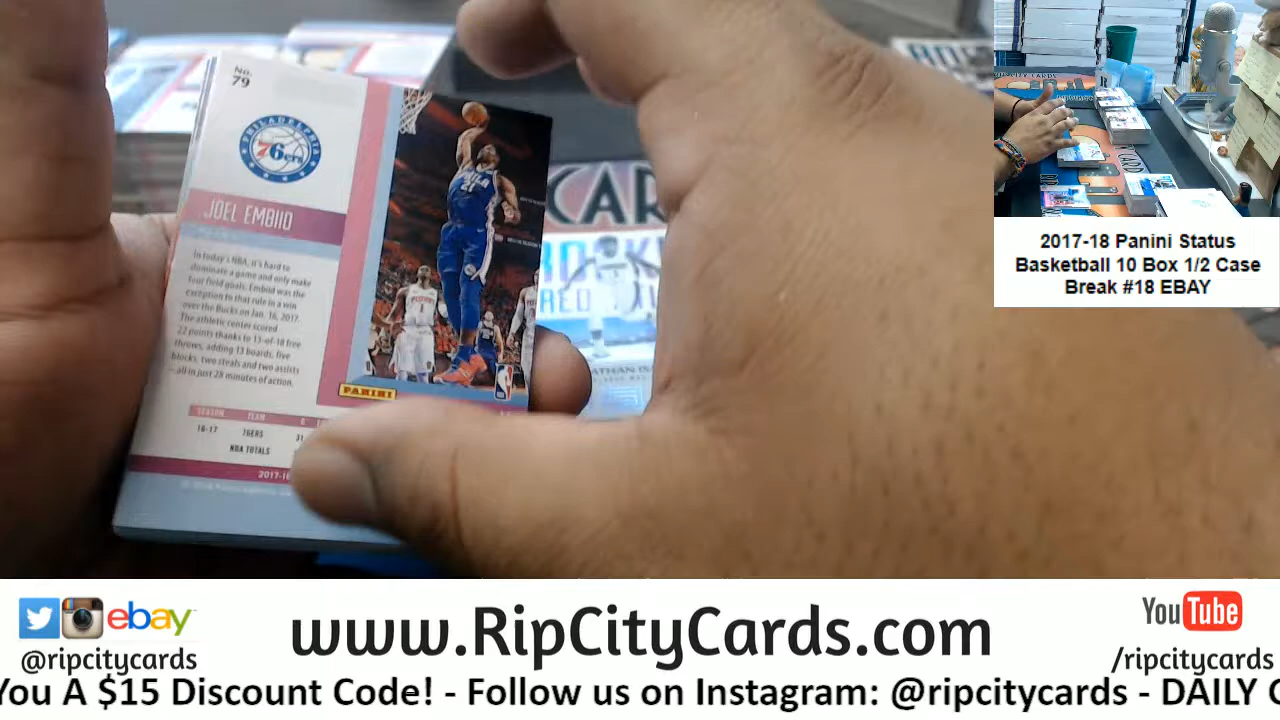 No.
79
PHILADELPHIA
76ers
JOEL EMBIID
In today's NBA, it's hard to
dominate a game and only make
four field goals. Embiid was the
exception to that rule in a win
over the Bucks on Jan. 16, 2017.
The athletic center scored
22 points thanks to 13-of-18 free
throws, adding 13 boards, five
blocks, two steals and two assists
—all in just 28 minutes of action.
PANINI
SEASON TEAM G
16-17 76ERS 31
NBA TOTALS
2017-18
CAR
2017-18 Panini Status
Basketball 10 Box 1/2 Case
Break #18 EBAY
ebay
@ripcitycards
www.RipCityCards.com
YouTube
/ripcitycards
You A $15 Discount Code! - Follow us on Instagram: @ripcitycards - DAILY